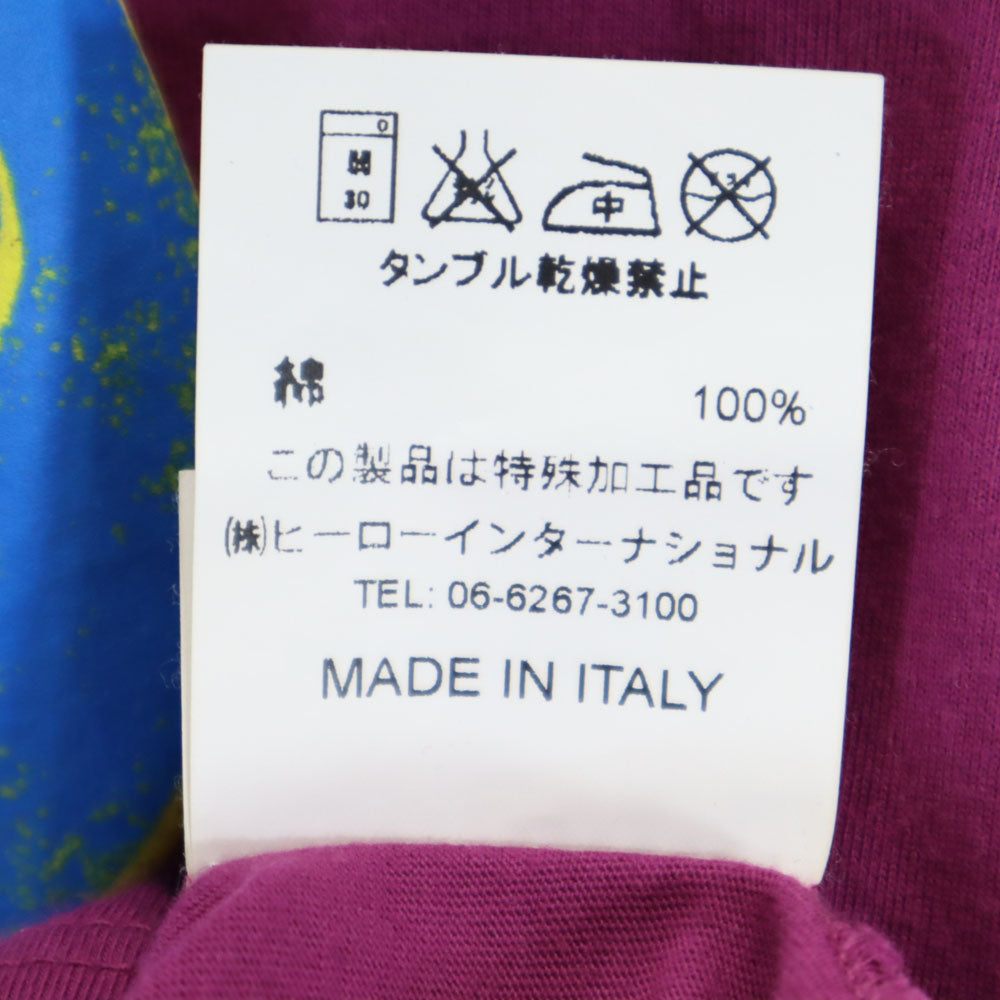 30
中
タンブル乾燥禁止
綿 100%
この製品は特殊加工品です
㈱ヒーローインターナショナル
TEL: 06-6267-3100
MADE IN ITALY